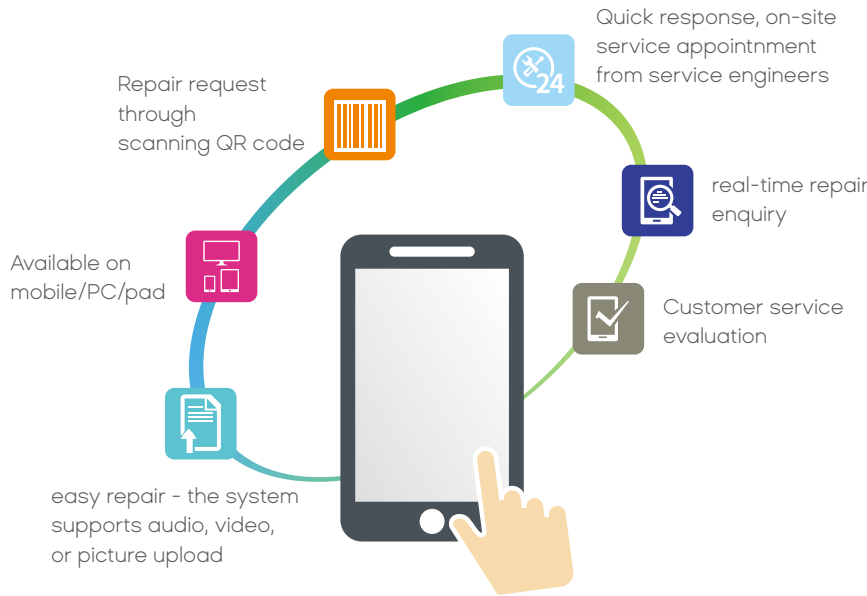 Quick response, on-site
service appointnment
from service engineers
24
Repair request
through
scanning QR code
real-time repair
enquiry
Available on
mobile/PC/pad
Customer service
evaluation
easy repair - the system
supports audio, video,
or picture upload